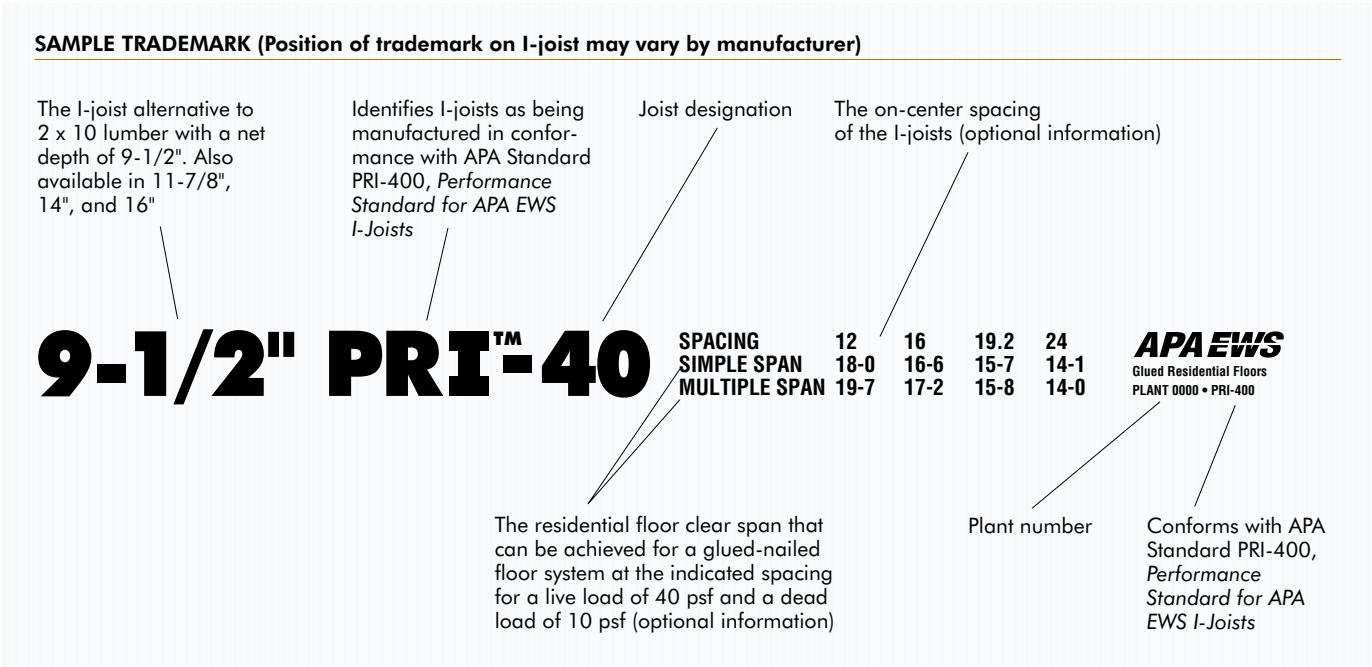 SAMPLE TRADEMARK (Position of trademark on I-joist may vary by manufacturer)
The I-joist alternative to
2 x 10 lumber with a net
depth of 9-1/2". Also
available in 11-7/8",
14", and 16"
Identifies I-joists as being
manufactured in confor-
mance with APA Standard
PRI-400, Performance
Standard for APA EWS
I-Joists
Joist designation
The on-center spacing
of the I-joists (optional information)
9-1/2" PRI™-40
SPACING 12 16 19.2 24
SIMPLE SPAN 18-0 16-6 15-7 14-1
MULTIPLE SPAN 19-7 17-2 15-8 14-0
APA EWS
Glued Residential Floors
PLANT 0000 • PRI-400
The residential floor clear span that
can be achieved for a glued-nailed
floor system at the indicated spacing
for a live load of 40 psf and a dead
load of 10 psf (optional information)
Plant number
Conforms with APA
Standard PRI-400,
Performance
Standard for APA
EWS I-Joists